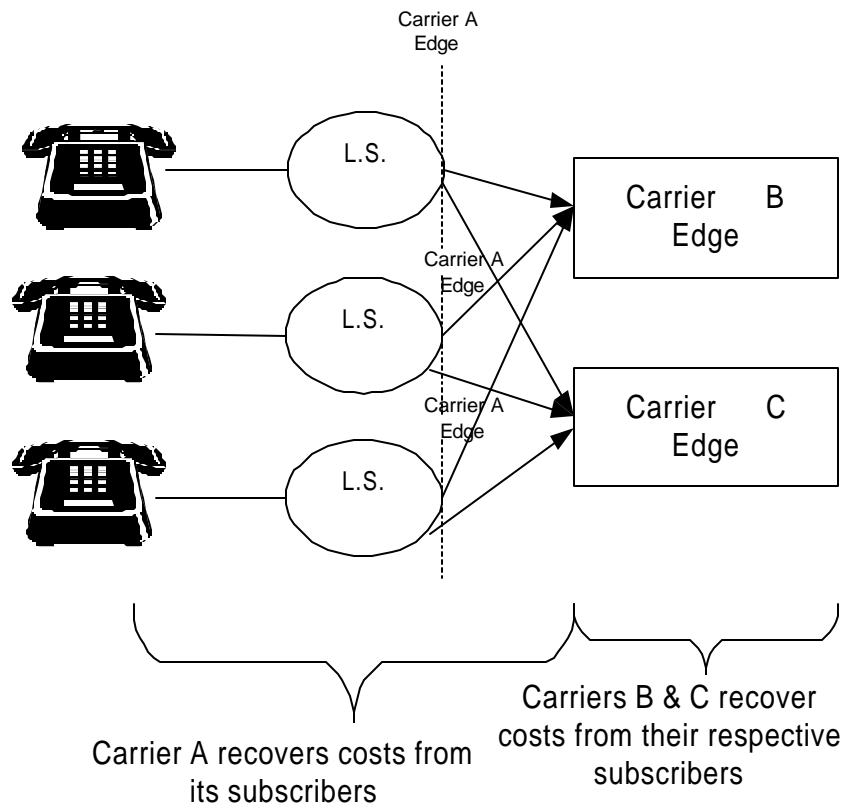 Carrier A
Edge
L.S.
Carrier B
Edge
Carrier A
Edge
L.S.
Carrier C
Edge
Carrier A
Edge
L.S.
Carrier A recovers costs from
its subscribers
Carriers B & C recover
costs from their respective
subscribers